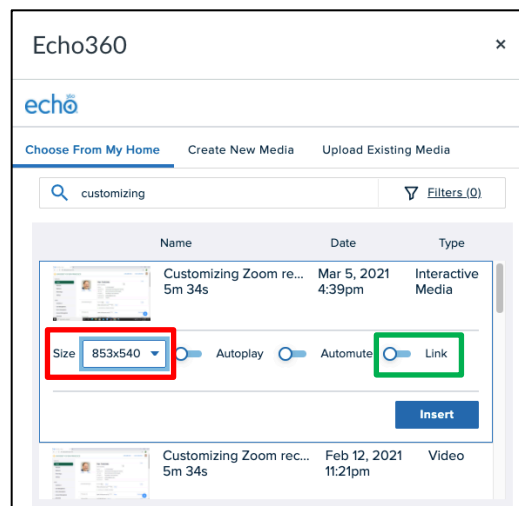 Echo360 ×
echo 360
Choose From My Home Create New Media Upload Existing Media
customizing Filters (0)
Name Date Type
Customizing Zoom re... Mar 5, 2021 Interactive
5m 34s 4:39pm Media
Size 853x540 Autoplay Automute Link
Insert
Customizing Zoom rec... Feb 12, 2021 Video
5m 34s 11:21pm